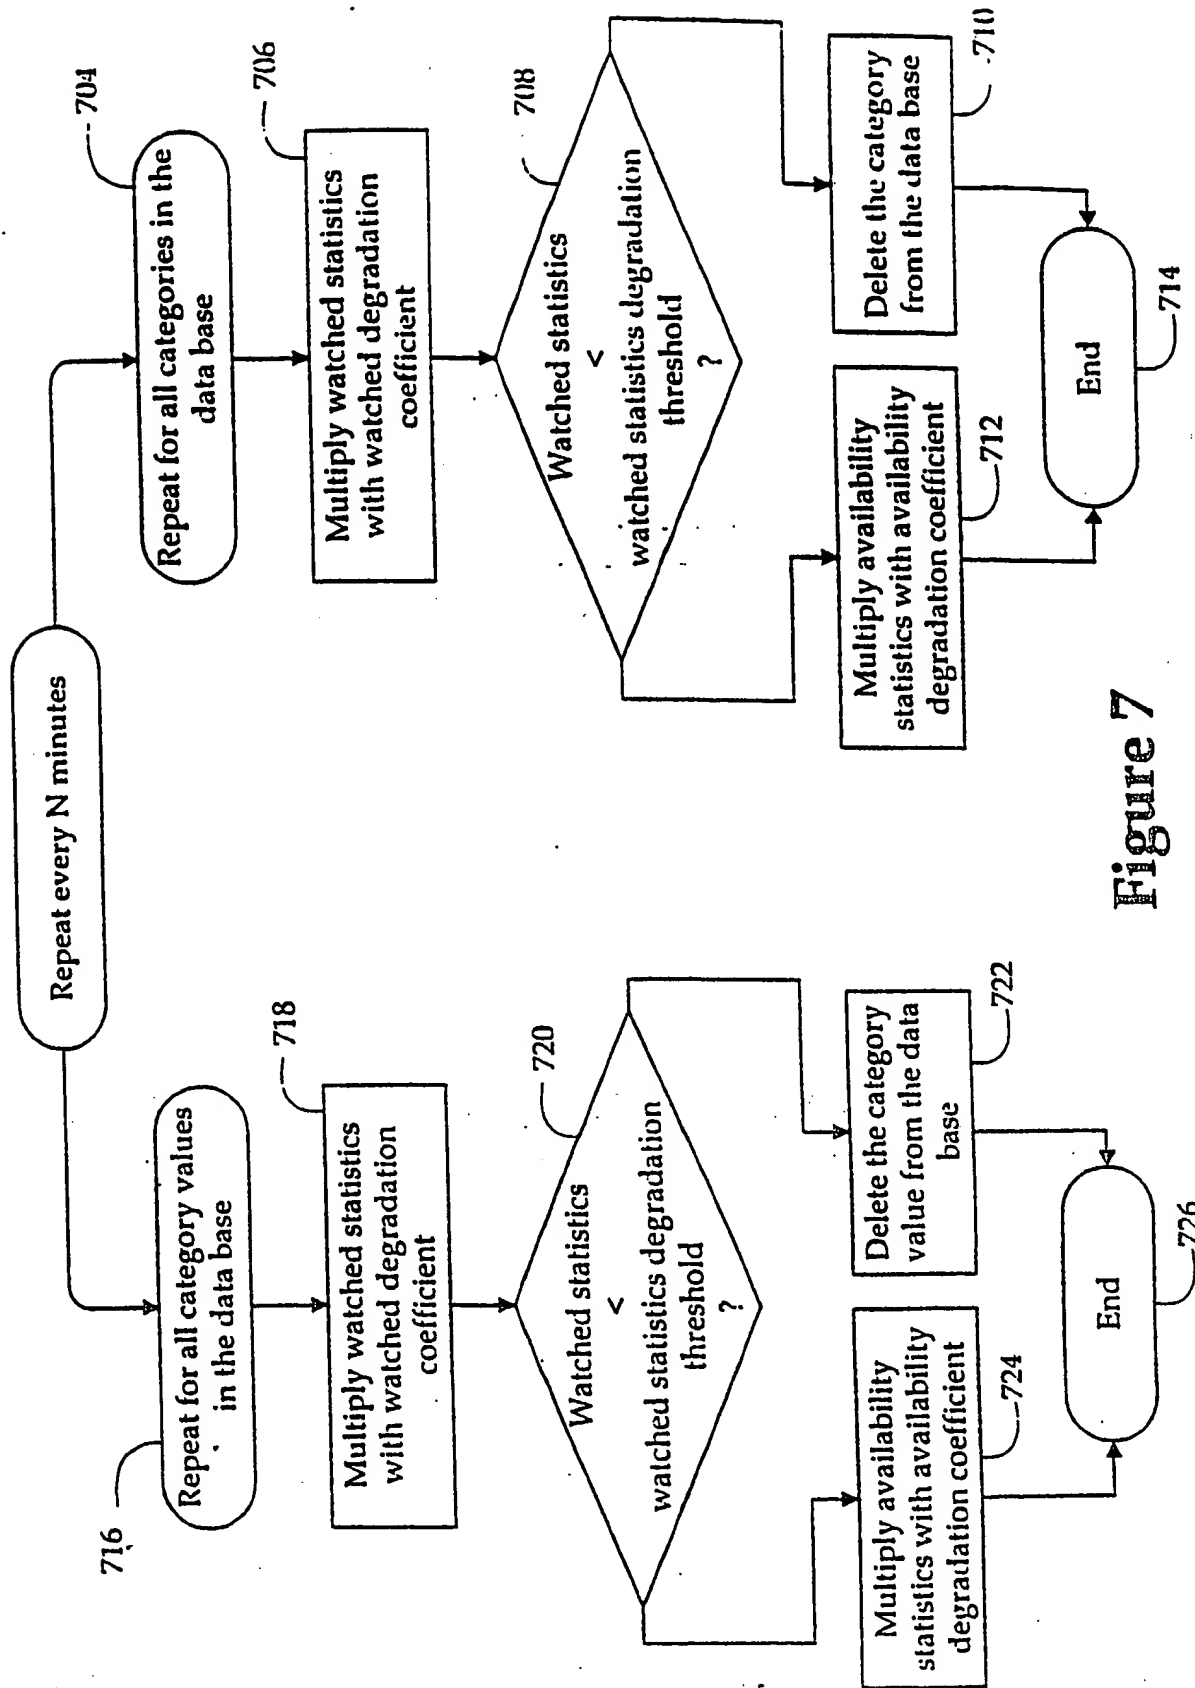 Repeat every N minutes
716
Repeat for all category values
in the data base
718
Multiply watched statistics
with watched degradation
coefficient
720
Watched statistics
<
watched statistics degradation
threshold
?
Multiply availability
statistics with availability
degradation coefficient
724
Delete the category
value from the data
base
722
End
726
704
Repeat for all categories in the
data base
706
Multiply watched statistics
with watched degradation
coefficient
708
Watched statistics
<
watched statistics degradation
threshold
?
Multiply availability
statistics with availability
degradation coefficient
712
Delete the category
from the data base
710
End
714
Figure 7